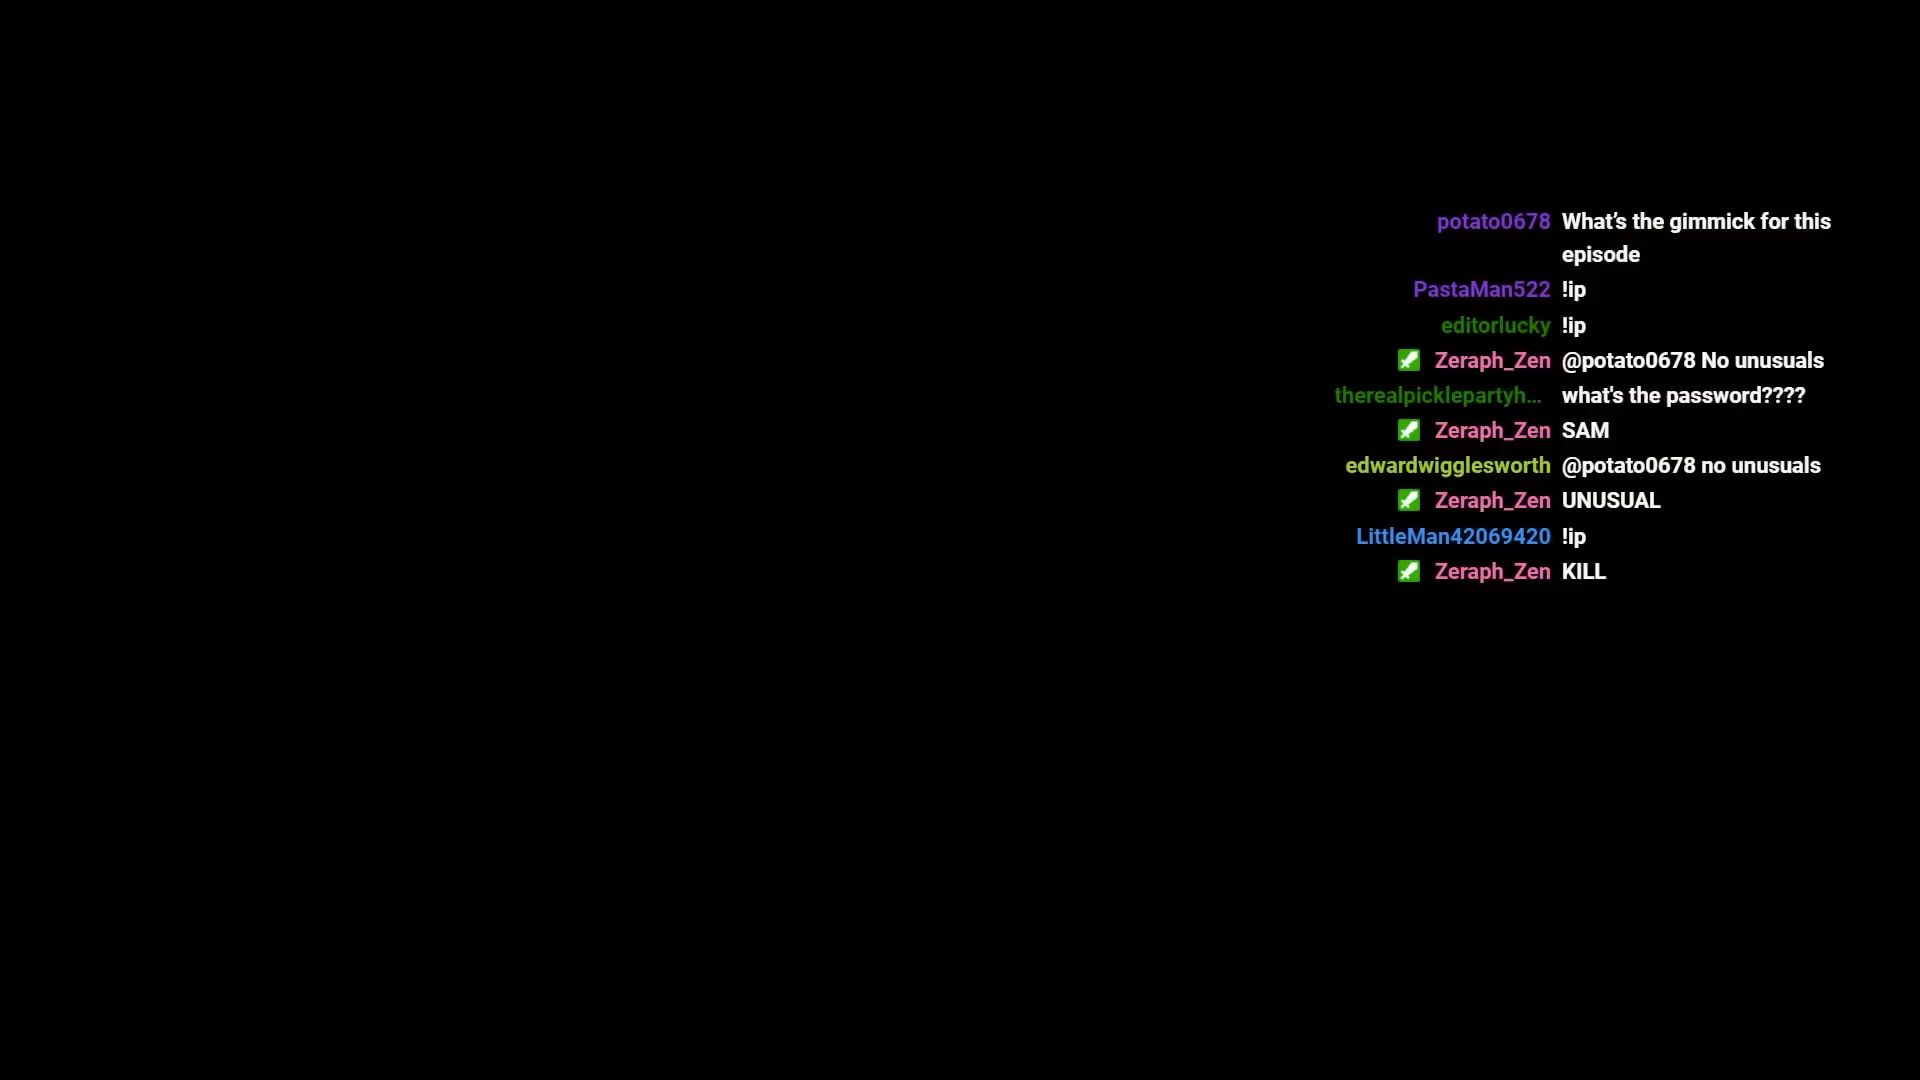 potato0678 What’s the gimmick for this
episode
PastaMan522 !ip
editorlucky !ip
Zeraph_Zen @potato0678 No unusuals
therealpicklepartyh... what's the password????
Zeraph_Zen SAM
edwardwigglesworth @potato0678 no unusuals
Zeraph_Zen UNUSUAL
LittleMan42069420 !ip
Zeraph_Zen KILL